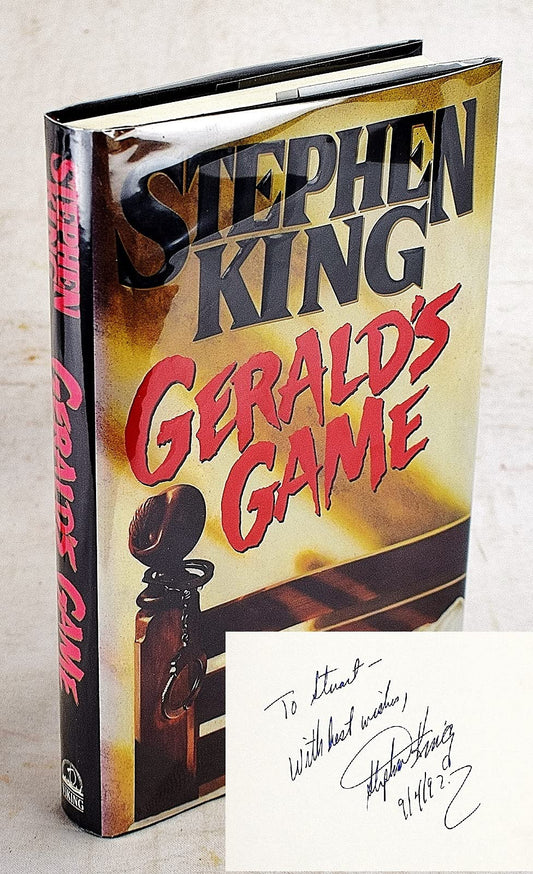 STEPHEN
KING
GERALD'S
GAME
STEPHEN
KING
GERALD'S GAME
VIKING
To Stuart –
With best wishes,
Stephen King
9/4/92